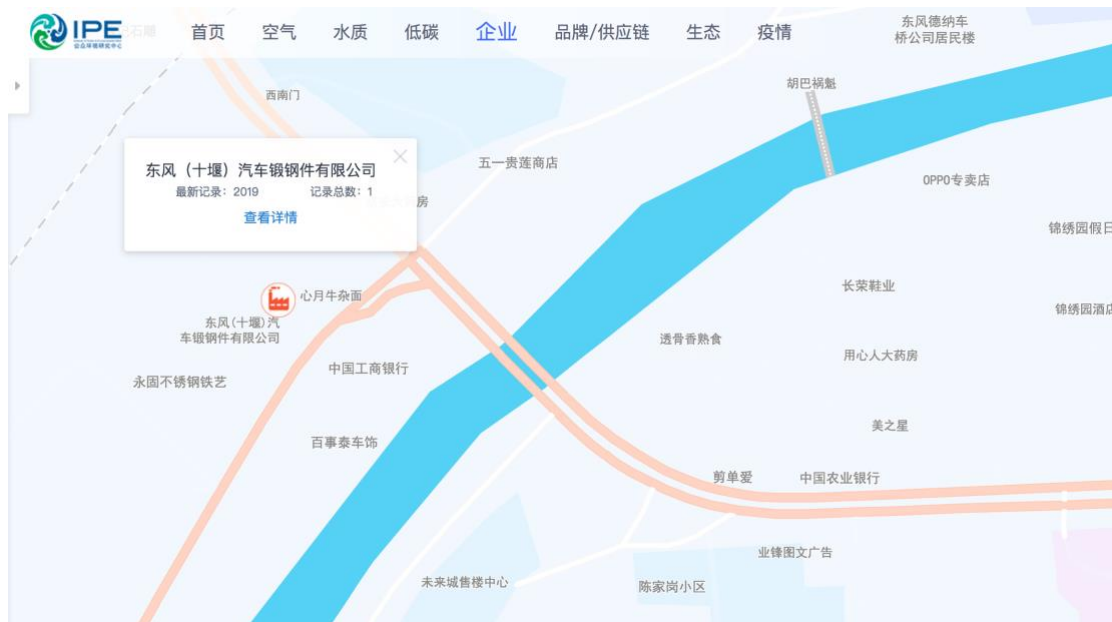 IPE
公众环境研究中心
首页 空气 水质 低碳 企业 品牌/供应链 生态 疫情
东风德纳车
桥公司居民楼
西南门
胡巴祸魁
东风（十堰）汽车锻钢件有限公司
最新记录：2019 记录总数：1
查看详情
五一贵莲商店
房
OPPO专卖店
锦绣园假日
心月牛杂面
长荣鞋业
东风(十堰)汽
车锻钢件有限公司
锦绣园酒店
透骨香熟食
用心人大药房
中国工商银行
永固不锈钢铁艺
美之星
百事泰车饰
剪单爱
中国农业银行
业锋图文广告
未来城售楼中心
陈家岗小区